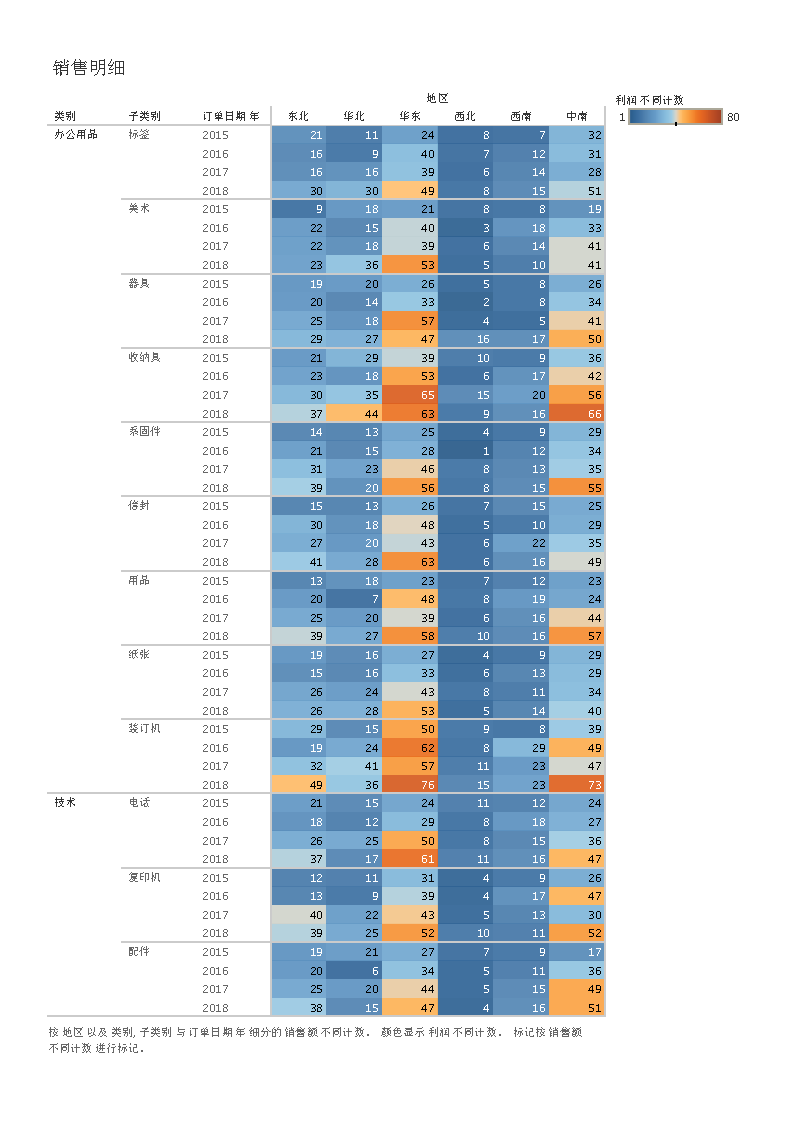 销售明细
地区
利润 不同计数
1 80
类别 子类别 订单日期 年 东北 华北 华东 西北 西南 中南
办公用品 标签 2015 21 11 24 8 7 32
2016 16 9 40 7 12 31
2017 16 16 39 6 14 28
2018 30 30 49 8 15 51
美术 2015 9 18 21 8 8 19
2016 22 15 40 3 18 33
2017 22 18 39 6 14 41
2018 23 36 53 5 10 41
器具 2015 19 20 26 5 8 26
2016 20 14 33 2 8 34
2017 25 18 57 4 5 41
2018 29 27 47 16 17 50
收纳具 2015 21 29 39 10 9 36
2016 23 18 53 6 17 42
2017 30 35 65 15 20 56
2018 37 44 63 9 16 66
系固件 2015 14 13 25 4 9 29
2016 21 15 28 1 12 34
2017 31 23 46 8 13 35
2018 39 20 56 8 15 55
信封 2015 15 13 26 7 15 25
2016 30 18 48 5 10 29
2017 27 20 43 6 22 35
2018 41 28 63 6 16 49
用品 2015 13 18 23 7 12 23
2016 20 7 48 8 19 24
2017 25 20 39 6 16 44
2018 39 27 58 10 16 57
纸张 2015 19 16 27 4 9 29
2016 15 16 33 6 13 29
2017 26 24 43 8 11 34
2018 26 28 53 5 14 40
装订机 2015 29 15 50 9 8 39
2016 19 24 62 8 29 49
2017 32 41 57 11 23 47
2018 49 36 76 15 23 73
技术 电话 2015 21 15 24 11 12 24
2016 18 12 29 8 18 27
2017 26 25 50 8 15 36
2018 37 17 61 11 16 47
复印机 2015 12 11 31 4 9 26
2016 13 9 39 4 17 47
2017 40 22 43 5 13 30
2018 39 25 52 10 11 52
配件 2015 19 21 27 7 9 17
2016 20 6 34 5 11 36
2017 25 20 44 5 15 49
2018 38 15 47 4 16 51
按 地区 以及 类别, 子类别 与 订单日期 年 细分的 销售额 不同计数。 颜色显示 利润 不同计数。 标记按 销售额
不同计数 进行标记。